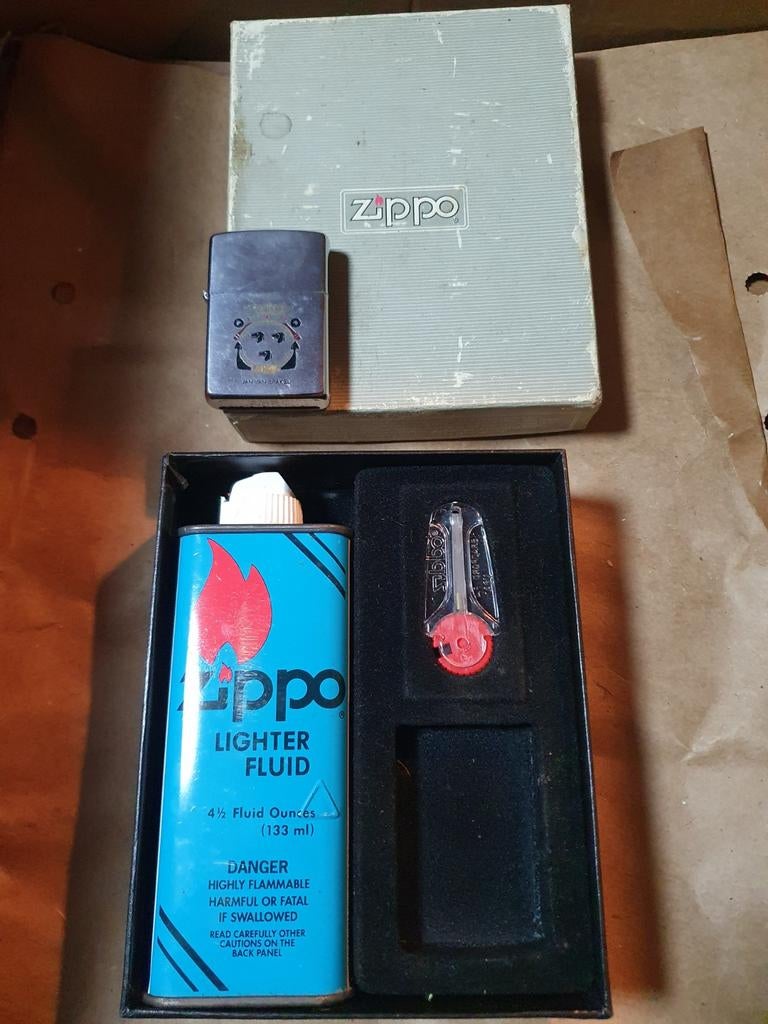 Zippo
Zippo
Zippo
LIGHTER
FLUID
4½ Fluid Ounces
(133 ml)
DANGER
HIGHLY FLAMMABLE
HARMFUL OR FATAL
IF SWALLOWED
READ CAREFULLY OTHER
CAUTIONS ON THE
BACK PANEL